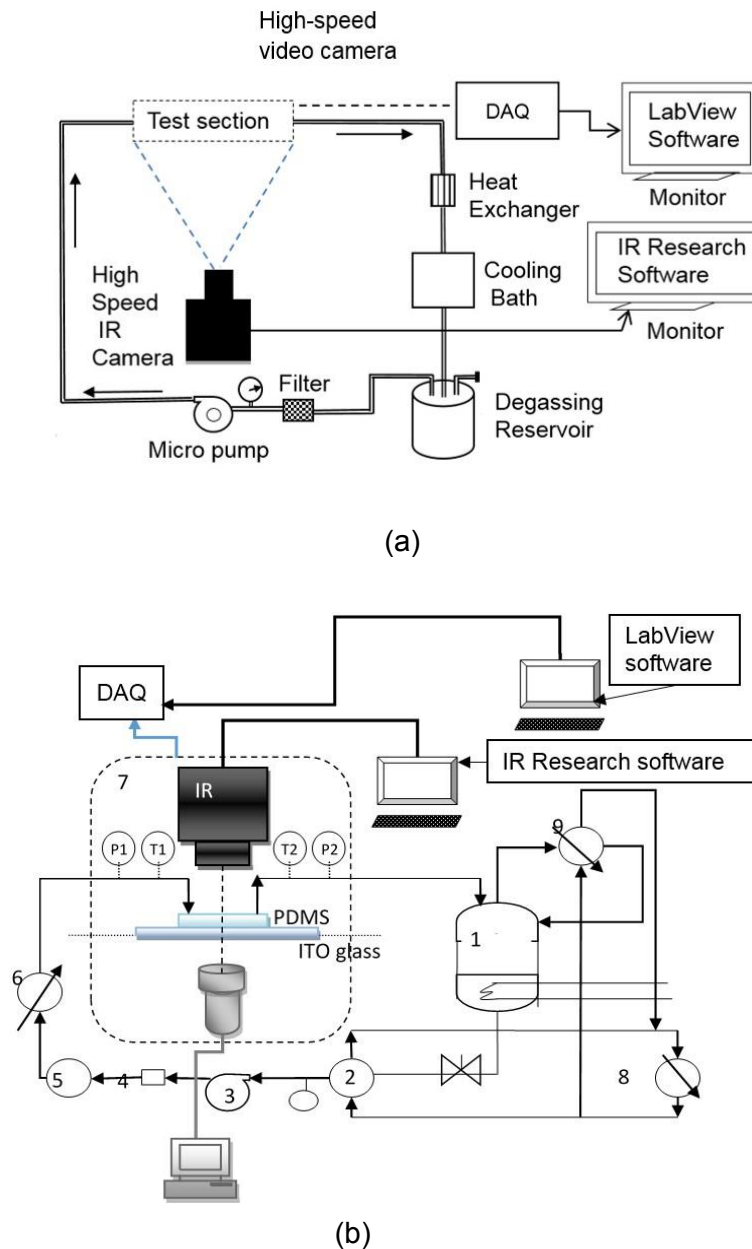 High-speed
video camera
Test section
DAQ
LabView
Software
Monitor
Heat
Exchanger
IR Research
Software
Monitor
Cooling
Bath
High
Speed
IR
Camera
Filter
Degassing
Reservoir
Micro pump
(a)
LabView
software
DAQ
IR Research software
7
IR
9
P1
T1
T2
P2
PDMS
ITO glass
1
6
5
4
3
2
8
(b)